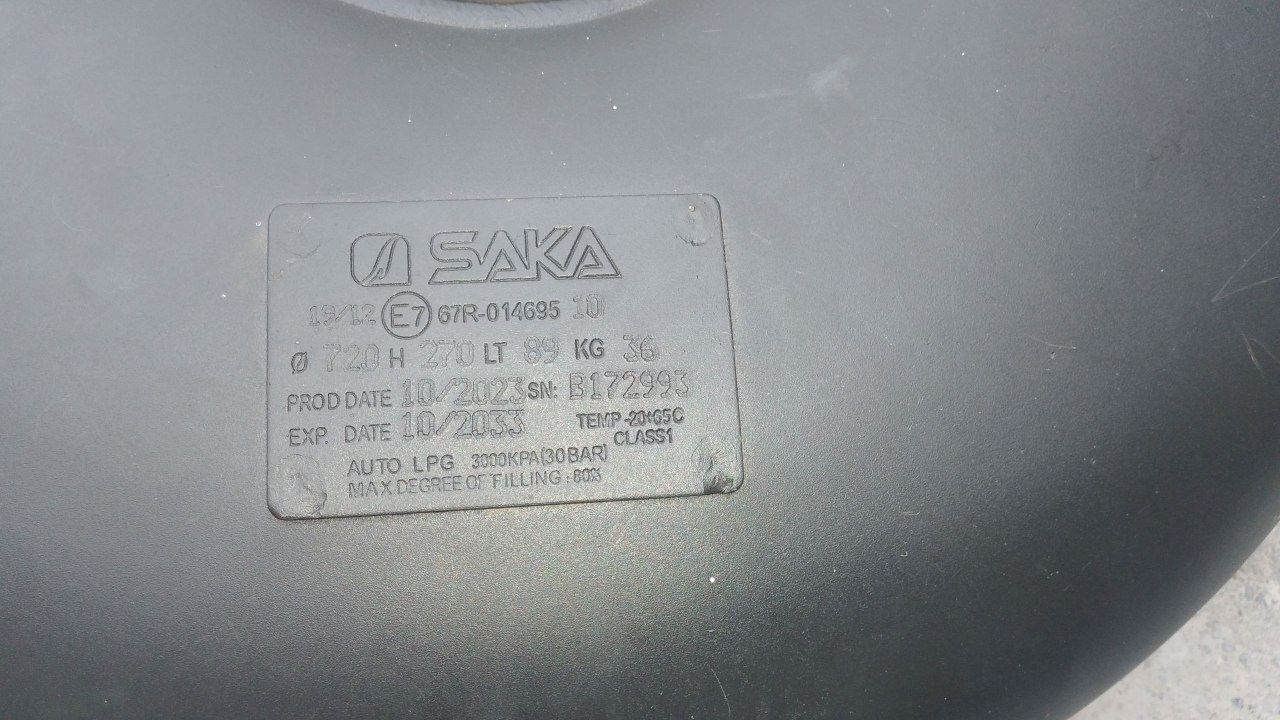 SAKA
19/12 E7 67R-014695 10
Ø 720 H 270 LT 89 KG 36
PROD DATE 10/2023 SN: B172993
EXP. DATE 10/2033 TEMP -20+65C
CLASS1
AUTO LPG 3000KPA(30BAR)
MAX DEGREE OF FILLING : 80%